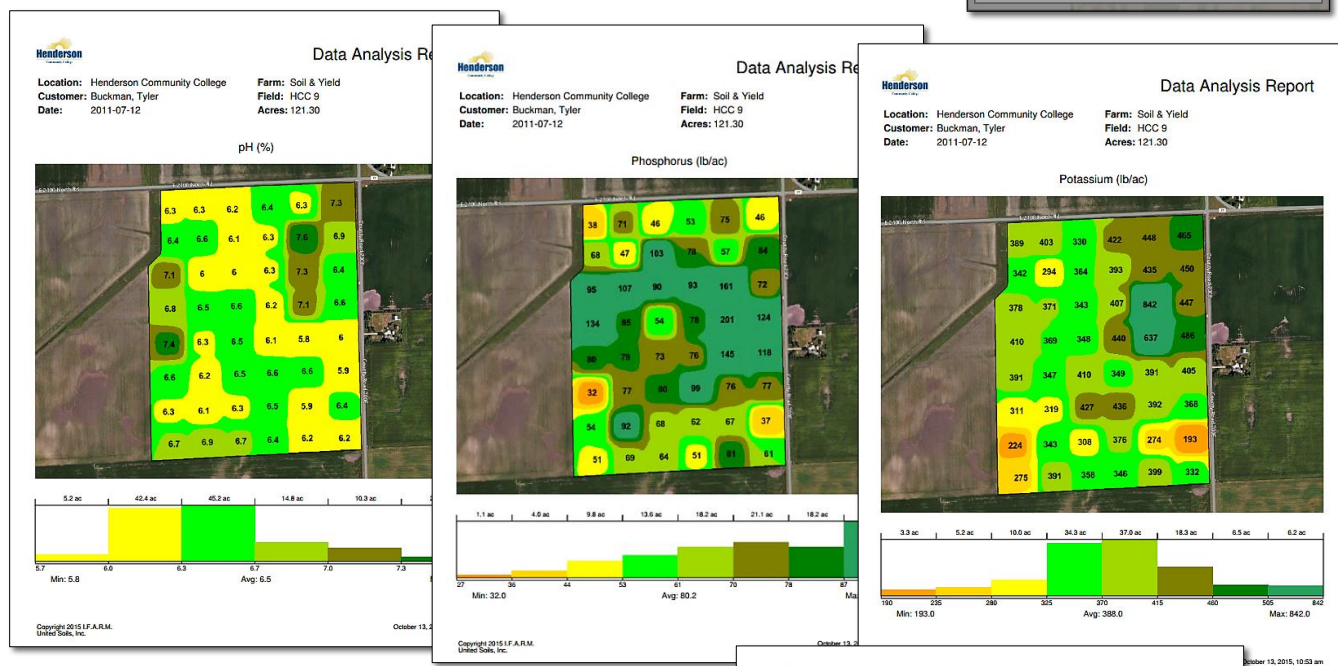 Henderson
Community College
Data Analysis Re
Location: Henderson Community College Farm: Soil & Yield
Customer: Buckman, Tyler Field: HCC 9
Date: 2011-07-12 Acres: 121.30
pH (%)
E 2100 North Rd
6.3 6.3 6.2 6.4 6.3 7.3
6.4 6.6 6.1 6.3 7.6 6.9
7.1 6 6 6.3 7.3 6.4
6.8 6.5 6.6 6.2 7.1 6.6
7.4 6.3 6.5 6.1 5.8 6
6.6 6.2 6.5 6.6 6.6 5.9
6.3 6.1 6.3 6.5 5.9 6.4
6.7 6.9 6.7 6.4 6.2 6.2
5.2 ac 42.4 ac 45.2 ac 14.8 ac 10.3 ac
5.7 6.0 6.3 6.7 7.0 7.3
Min: 5.8 Avg: 6.5
Copyright 2015 I.F.A.R.M. October 13, 2
United Soils, Inc.
Henderson
Community College
Data Analysis Re
Location: Henderson Community College Farm: Soil & Yield
Customer: Buckman, Tyler Field: HCC 9
Date: 2011-07-12 Acres: 121.30
Phosphorus (lb/ac)
E 2100 North Rd
38 71 46 53 75 46
68 47 103 78 57 84
95 107 90 93 161 72
134 85 54 78 201 124
80 79 73 76 145 118
32 77 80 99 76 77
54 92 68 62 67 37
51 69 64 51 81 61
1.1 ac 4.0 ac 9.8 ac 13.6 ac 18.2 ac 21.1 ac 18.2 ac
27 36 44 53 61 70 78 87
Min: 32.0 Avg: 80.2 Ma
Copyright 2015 I.F.A.R.M. October 13
United Soils, Inc.
Henderson
Community College
Data Analysis Report
Location: Henderson Community College Farm: Soil & Yield
Customer: Buckman, Tyler Field: HCC 9
Date: 2011-07-12 Acres: 121.30
Potassium (lb/ac)
E 2100 North Rd
389 403 330 422 448 465
342 294 364 393 435 450
378 371 343 407 842 447
410 369 348 440 637 486
391 347 410 349 391 405
311 319 427 436 392 368
224 343 308 376 274 193
275 391 358 346 399 332
3.3 ac 5.2 ac 10.0 ac 34.3 ac 37.0 ac 18.3 ac 6.5 ac 6.2 ac
190 235 280 325 370 415 460 505 842
Min: 193.0 Avg: 388.0 Max: 842.0
October 13, 2015, 10:53 am